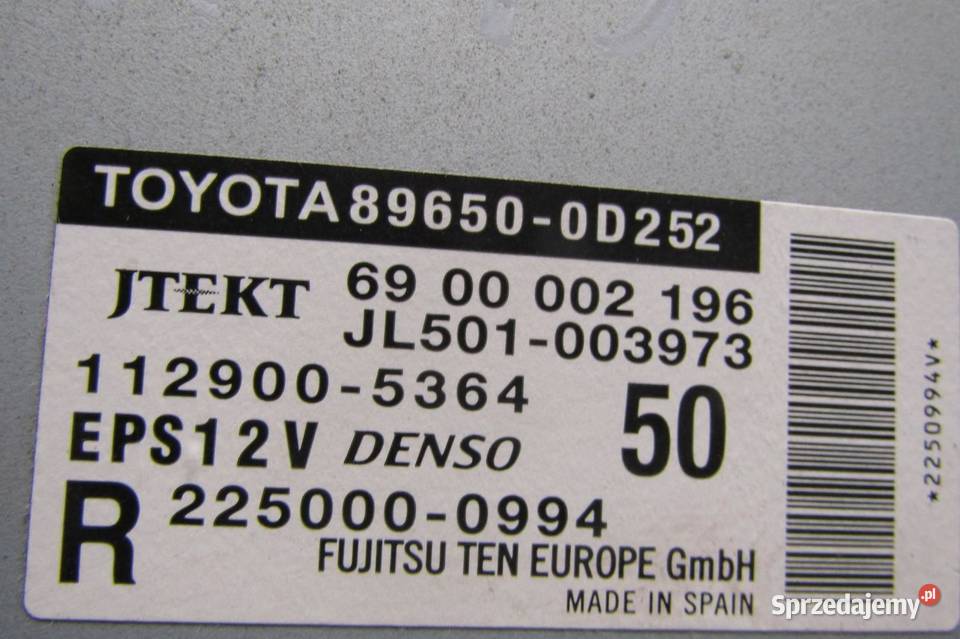 TOYOTA 89650-0D252
JTEKT 69 00 002 196
JL501-003973
112900-5364 50
EPS12V DENSO
R 225000-0994
FUJITSU TEN EUROPE GmbH
MADE IN SPAIN
*2250994V*
Sprzedajemy.pl